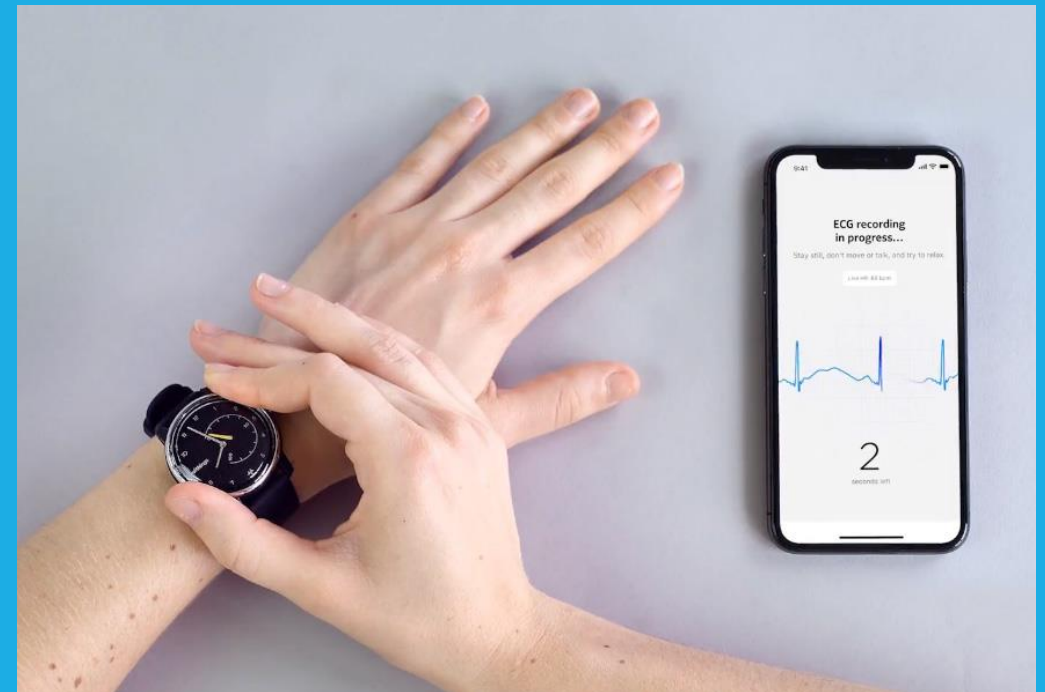 9:41
ECG recording
in progress...
Stay still, don't move or talk, and try to relax.
2
seconds left